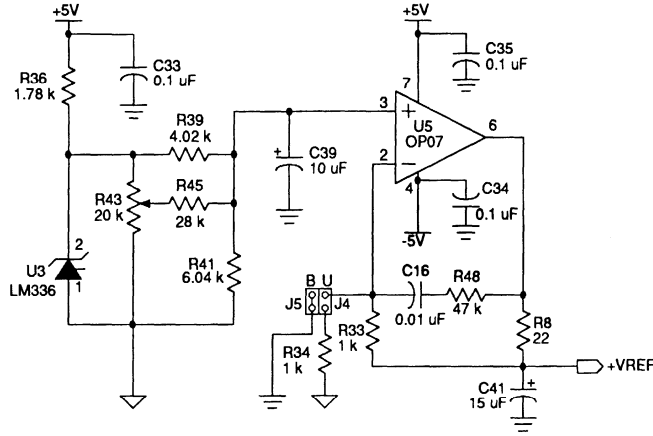 +5V
+5V
R36
1.78 k
C33
0.1 uF
C35
0.1 uF
R39
4.02 k
7
3
+
U5
OP07
6
2
−
4
+
C39
10 uF
R43
20 k
R45
28 k
C34
0.1 uF
-5V
2
U3
LM336
1
R41
6.04 k
B U
J5
J4
C16
0.01 uF
R48
47 k
R33
1 k
R34
1 k
R8
22
+VREF
C41
15 uF
+